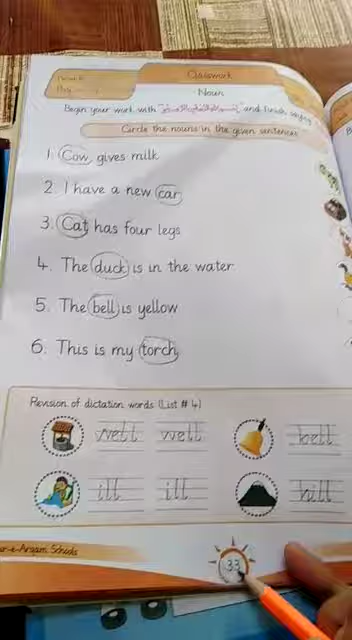 Classwork
Noun
Begin your work with and finish saying
Circle the nouns in the given sentences
1. Cow gives milk
2. I have a new car
3. Cat has four legs
4. The duck is in the water.
5. The bell is yellow
6. This is my torch
Revision of dictation words (List # 4)
well well bell
ill ill hill
Schools
33